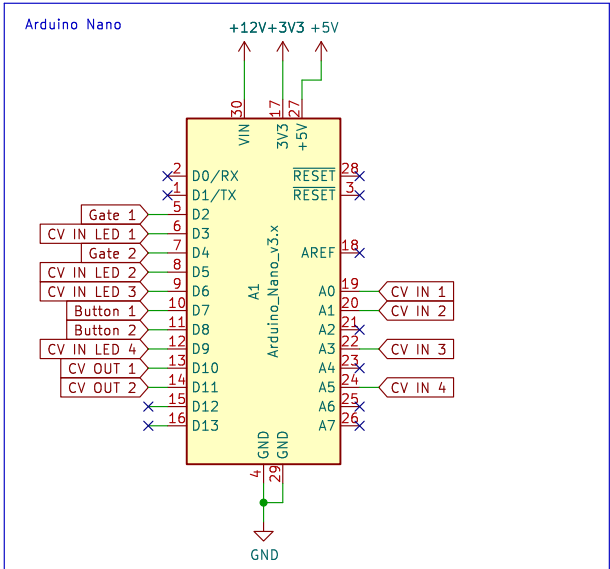 Arduino Nano
+12V +3V3 +5V
30 17 27
VIN 3V3 +5V
2 D0/RX RESET 28
1 D1/TX RESET 3
Gate 1 5 D2
CV IN LED 1 6 D3
Gate 2 7 D4 AREF 18
CV IN LED 2 8 D5
CV IN LED 3 9 D6 A0 19 CV IN 1
Button 1 10 D7 A1 20 CV IN 2
Button 2 11 D8 A2 21
CV IN LED 4 12 D9 A3 22 CV IN 3
CV OUT 1 13 D10 A4 23
CV OUT 2 14 D11 A5 24 CV IN 4
15 D12 A6 25
16 D13 A7 26
A1
Arduino_Nano_v3.x
GND GND
4 29
GND